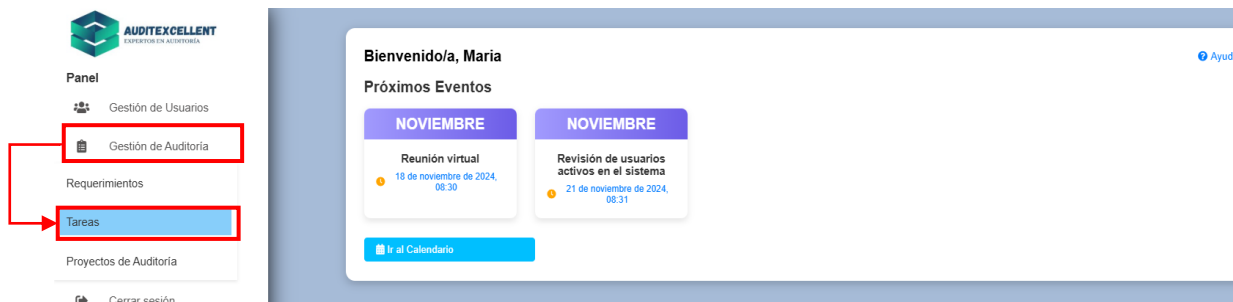 AUDITEXCELLENT
EXPERTOS EN AUDITORÍA
Panel
Gestión de Usuarios
Gestión de Auditoría
Requerimientos
Tareas
Proyectos de Auditoría
Cerrar sesión
Bienvenido/a, Maria
Ayud
Próximos Eventos
NOVIEMBRE
Reunión virtual
18 de noviembre de 2024,
08:30
NOVIEMBRE
Revisión de usuarios
activos en el sistema
21 de noviembre de 2024,
08:31
Ir al Calendario